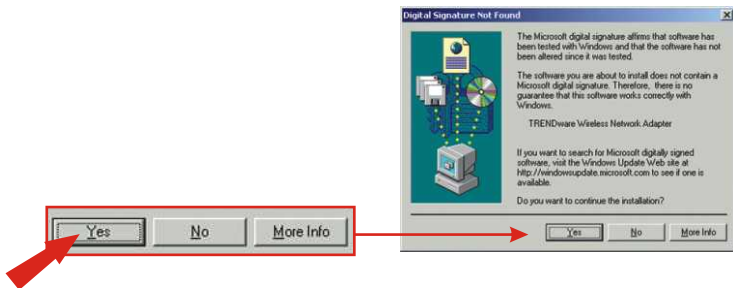 Digital Signature Not Found
The Microsoft digital signature affirms that software has
been tested with Windows and that the software has not
been altered since it was tested.
The software you are about to install does not contain a
Microsoft digital signature. Therefore, there is no
guarantee that this software works correctly with
Windows.
TRENDware Wireless Network Adapter
If you want to search for Microsoft digitally signed
software, visit the Windows Update Web site at
http://windowsupdate.microsoft.com to see if one is
available.
Do you want to continue the installation?
Yes No More Info
Yes No More Info